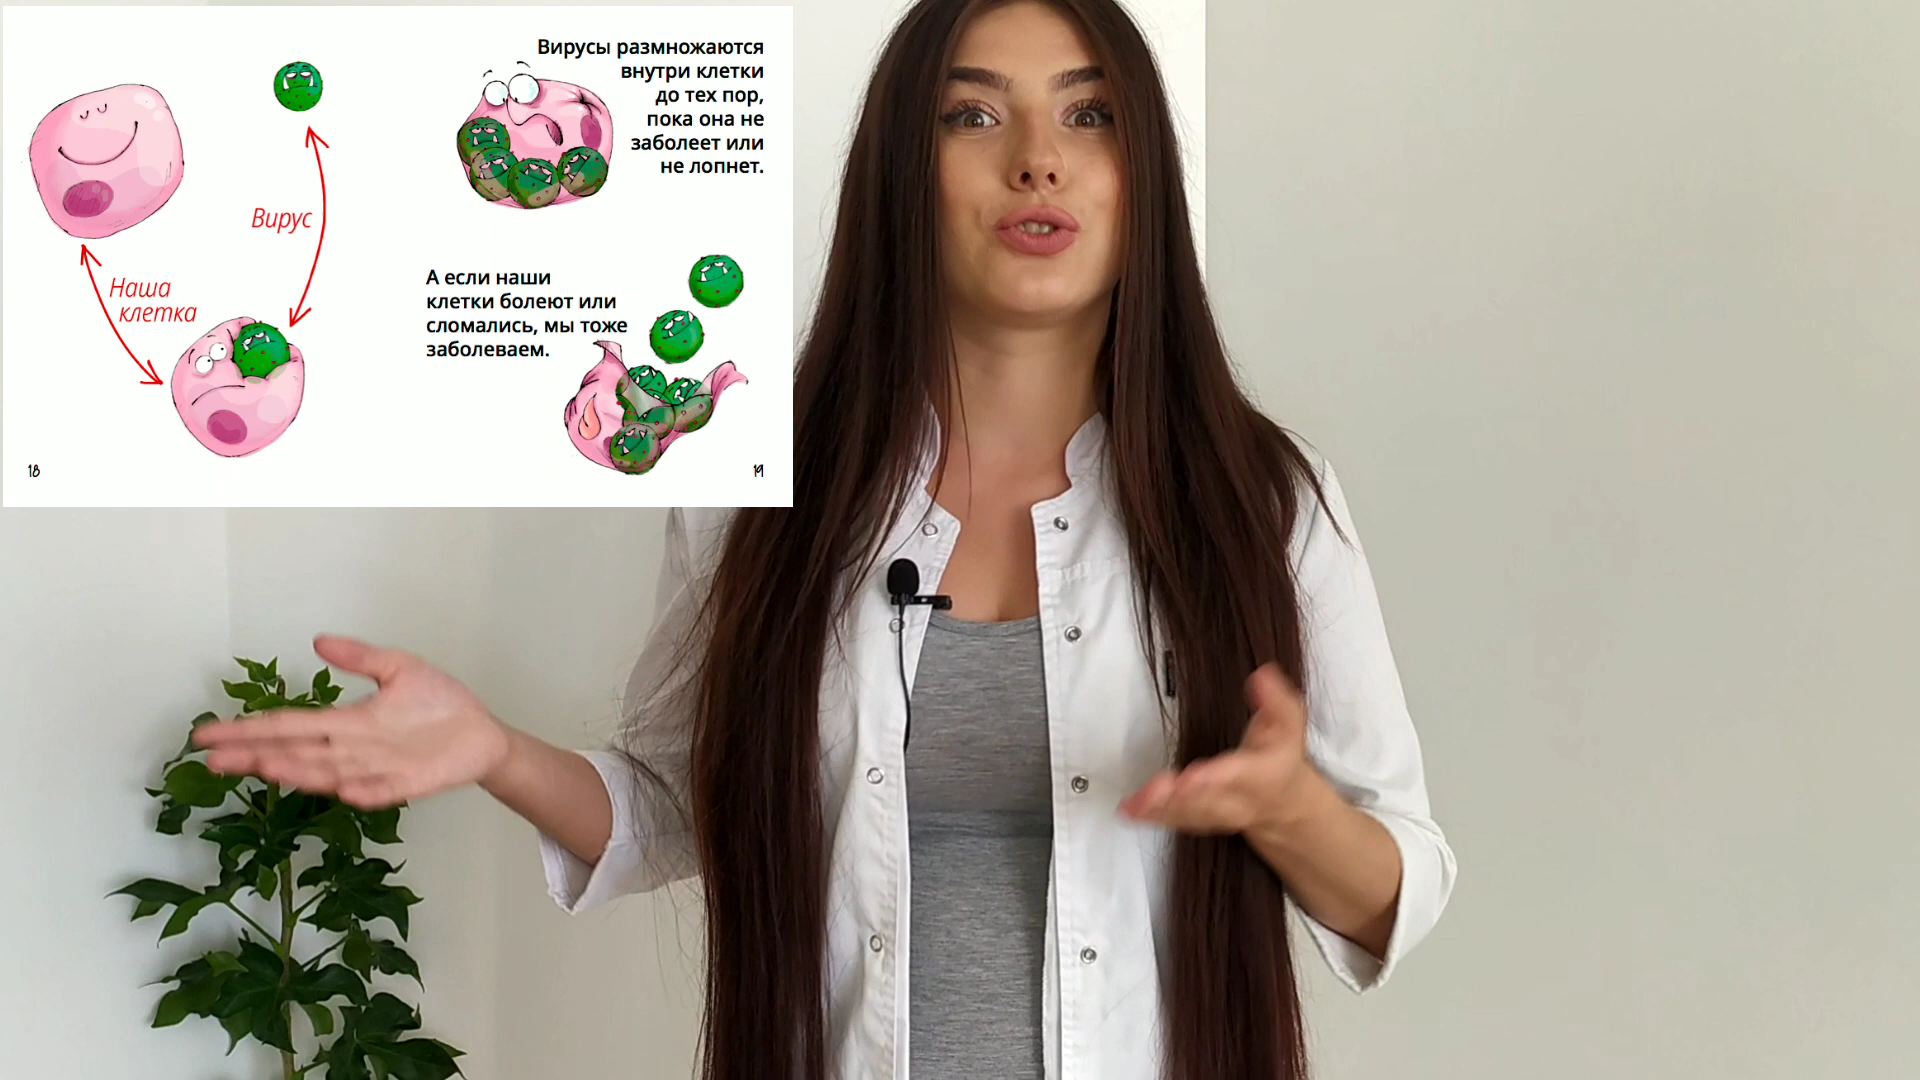 Вирус
Наша
клетка
18
Вирусы размножаются
внутри клетки
до тех пор,
пока она не
заболеет или
не лопнет.
А если наши
клетки болеют или
сломались, мы тоже
заболеваем.
19